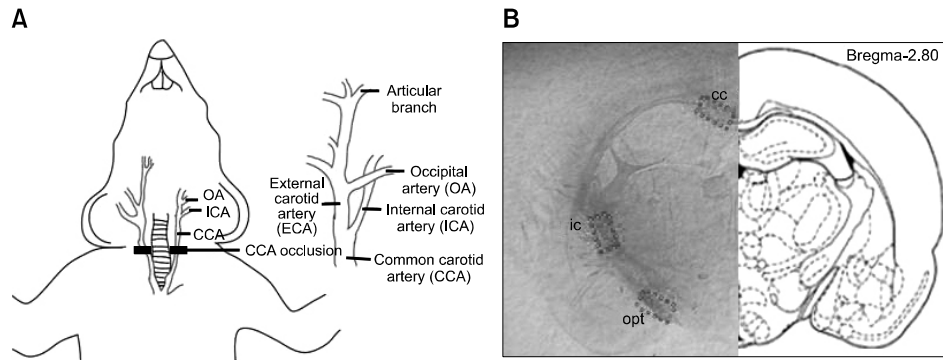 A
OA
ICA
CCA
CCA occlusion
Articular
branch
Occipital
artery (OA)
External
carotid
artery
(ECA)
Internal carotid
artery (ICA)
Common carotid
artery (CCA)
B
Bregma-2.80
cc
ic
opt